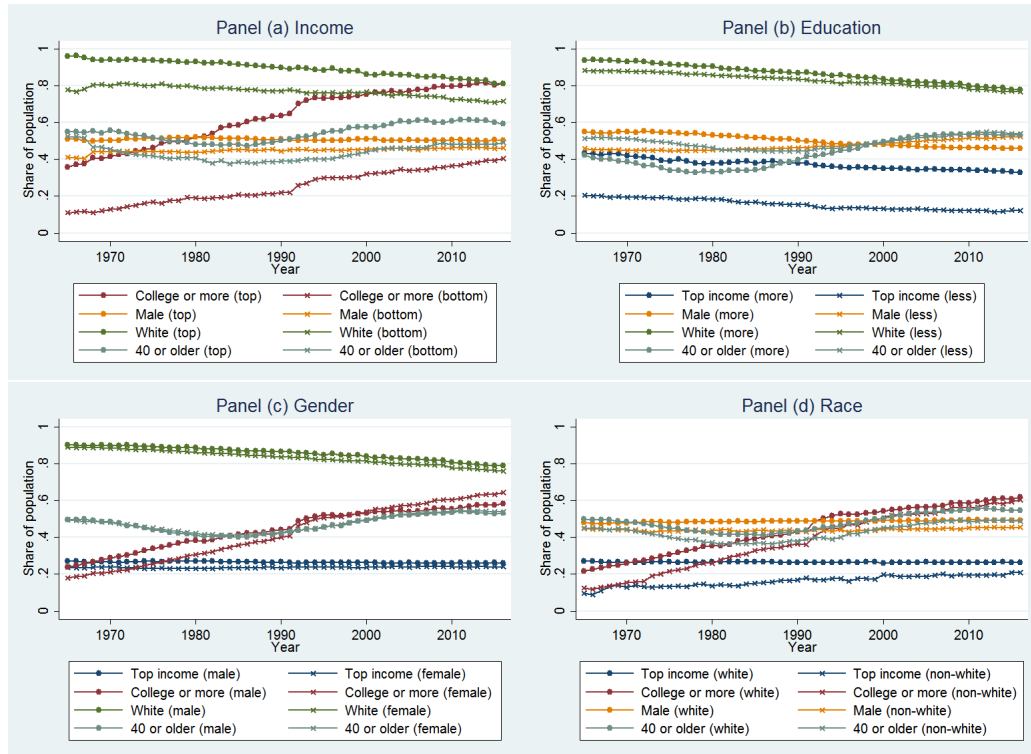 Panel (a) Income
Share of population
0 .2 .4 .6 .8 1
1970 1980 1990 2000 2010
Year
College or more (top) College or more (bottom)
Male (top) Male (bottom)
White (top) White (bottom)
40 or older (top) 40 or older (bottom)
Panel (b) Education
Share of population
0 .2 .4 .6 .8 1
1970 1980 1990 2000 2010
Year
Top income (more) Top income (less)
Male (more) Male (less)
White (more) White (less)
40 or older (more) 40 or older (less)
Panel (c) Gender
Share of population
0 .2 .4 .6 .8 1
1970 1980 1990 2000 2010
Year
Top income (male) Top income (female)
College or more (male) College or more (female)
White (male) White (female)
40 or older (male) 40 or older (female)
Panel (d) Race
Share of population
0 .2 .4 .6 .8 1
1970 1980 1990 2000 2010
Year
Top income (white) Top income (non-white)
College or more (white) College or more (non-white)
Male (white) Male (non-white)
40 or older (white) 40 or older (non-white)